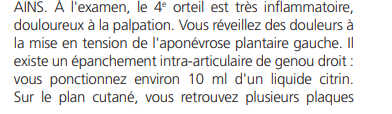 AINS. À l'examen, le 4e orteil est très inflammatoire,
douloureux à la palpation. Vous réveillez des douleurs à
la mise en tension de l'aponévrose plantaire gauche. Il
existe un épanchement intra-articulaire de genou droit :
vous ponctionnez environ 10 ml d'un liquide citrin.
Sur le plan cutané, vous retrouvez plusieurs plaques